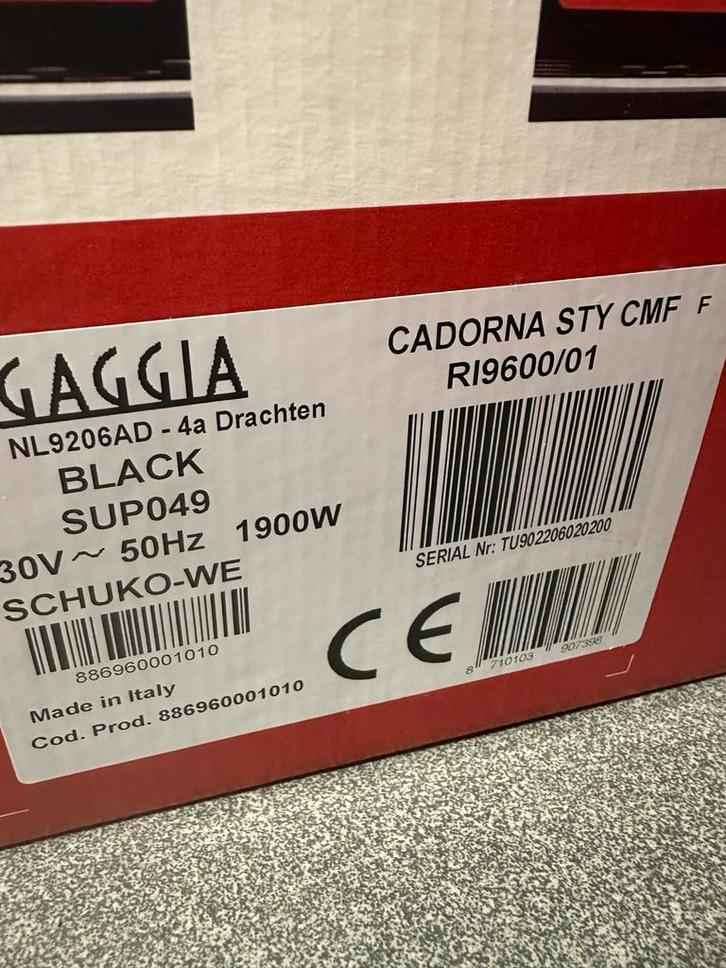 GAGGIA
NL9206AD - 4a Drachten
BLACK
SUP049
30V ~ 50Hz 1900W
SCHUKO-WE
886960001010
Made in Italy
Cod. Prod. 886960001010
CADORNA STY CMF F
RI9600/01
SERIAL Nr: TU902206020200
CE
8 710103 907398